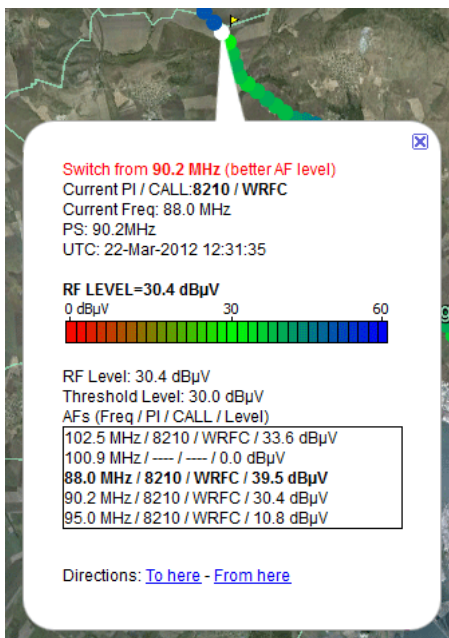 Switch from 90.2 MHz (better AF level)
Current PI / CALL:8210 / WRFC
Current Freq: 88.0 MHz
PS: 90.2MHz
UTC: 22-Mar-2012 12:31:35
RF LEVEL=30.4 dBµV
0 dBµV 30 60
RF Level: 30.4 dBµV
Threshold Level: 30.0 dBµV
AFs (Freq / PI / CALL / Level)
102.5 MHz / 8210 / WRFC / 33.6 dBµV
100.9 MHz / ---- / ---- / 0.0 dBµV
88.0 MHz / 8210 / WRFC / 39.5 dBµV
90.2 MHz / 8210 / WRFC / 30.4 dBµV
95.0 MHz / 8210 / WRFC / 10.8 dBµV
Directions: To here - From here